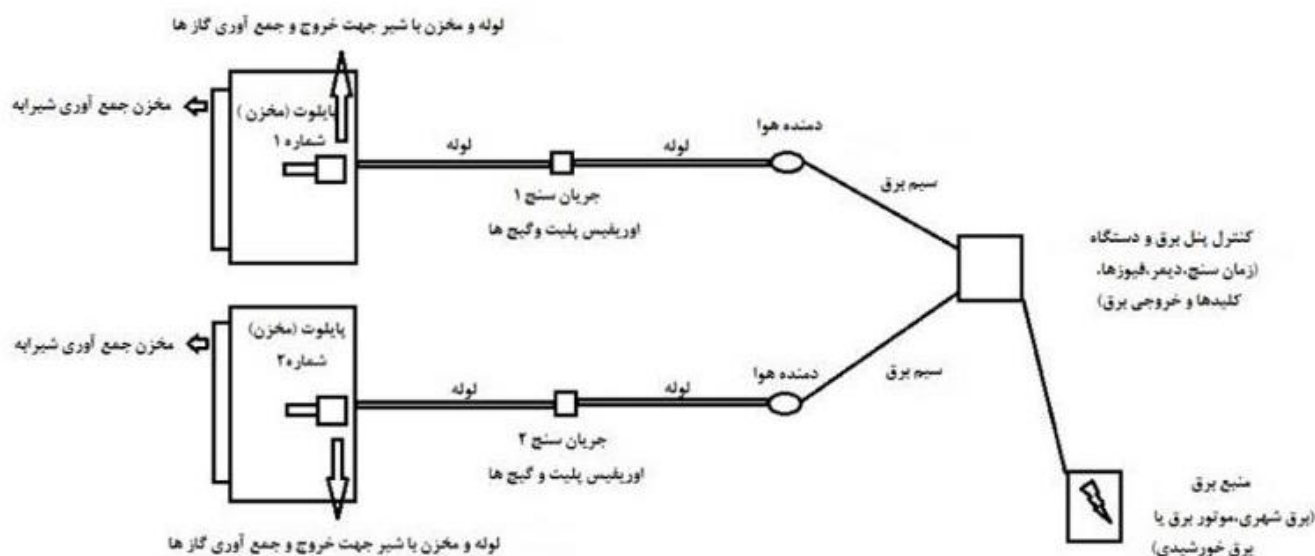 لوله و مخزن با شیر جهت خروج و جمع آوری گاز ها
مخزن جمع آوری شیرابه
پایلوت (مخزن )
شماره ۱
لوله
لوله
دمنده هوا
جریان سنج ۱
اوریفیس پلیت وگیج ها
سیم برق
کنترل پنل برق و دستگاه
(زمان سنج،دیمر،فیوزها،
کلیدها و خروجی برق)
مخزن جمع آوری شیرابه
پایلوت (مخزن)
شماره۲
لوله
لوله
دمنده هوا
جریان سنج ۲
اوریفیس پلیت و گیج ها
سیم برق
منبع برق
(برق شهری،موتور برق یا
برق خورشیدی)
لوله و مخزن با شیر جهت خروج و جمع آوری گاز ها